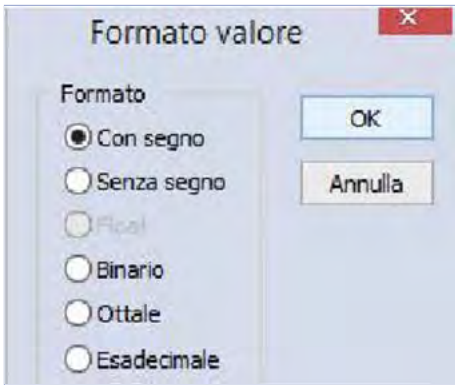 Formato valore
Formato
Con segno
Senza segno
Float
Binario
Ottale
Esadecimale
OK
Annulla